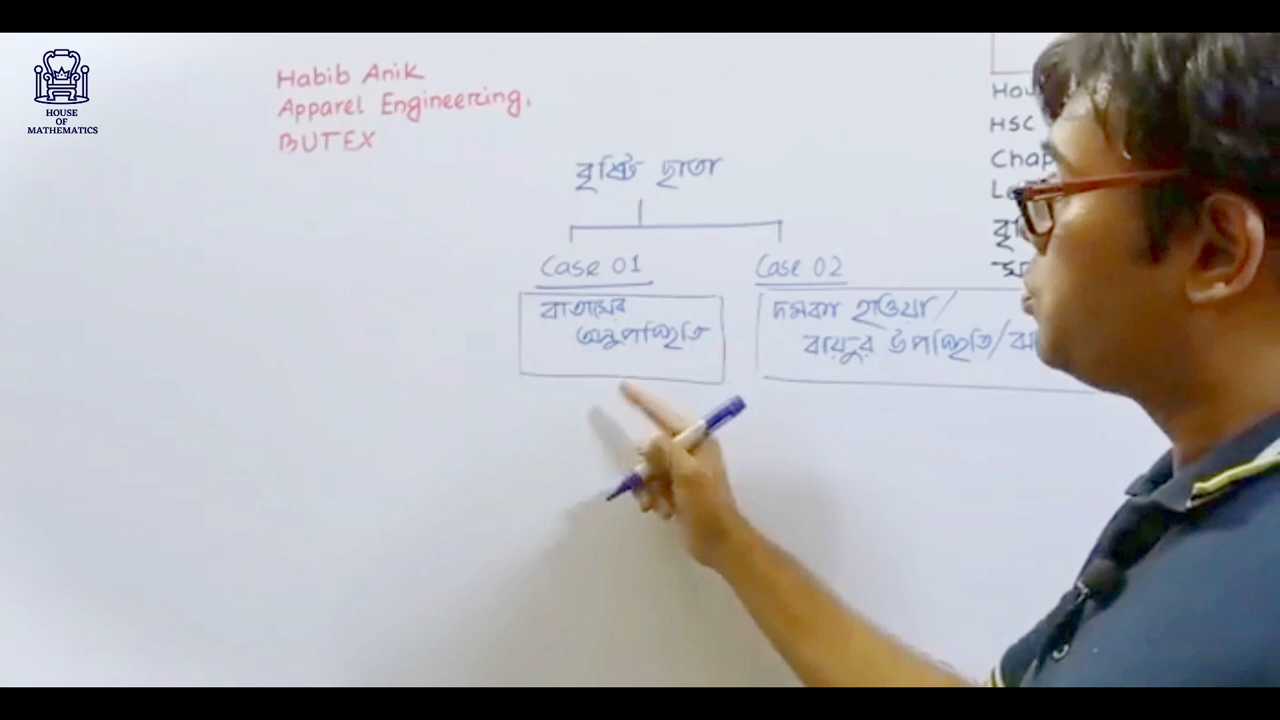 HOUSE
OF
MATHEMATICS
Habib Anik
Apparel Engineering,
BUTEX
বৃষ্টি ছাতা
Case 01
বাতাসের
অনুপস্থিতি
Case 02
দমকা হাওয়া/
বায়ুর উপস্থিতি/
HSC